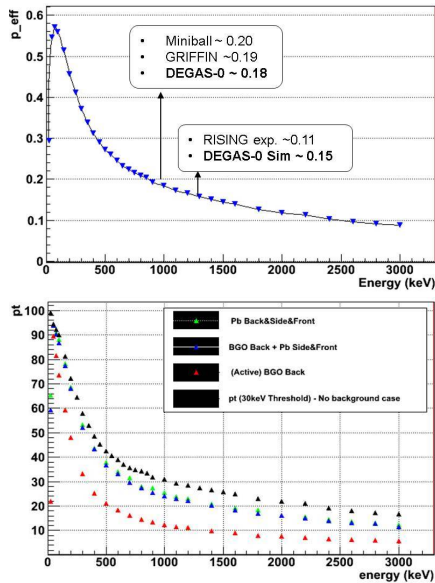 p_eff
0.6
0.5
0.4
0.3
0.2
0.1
0
• Miniball ~ 0.20
• GRIFFIN ~ 0.19
• DEGAS-0 ~ 0.18
• RISING exp. ~0.11
• DEGAS-0 Sim ~ 0.15
0 500 1000 1500 2000 2500 3000
Energy (keV)
pt
100
90
80
70
60
50
40
30
20
10
Pb Back&Side&Front
BGO Back + Pb Side&Front
(Active) BGO Back
pt (30keV Threshold) - No background case
0 500 1000 1500 2000 2500 3000
energy (keV)